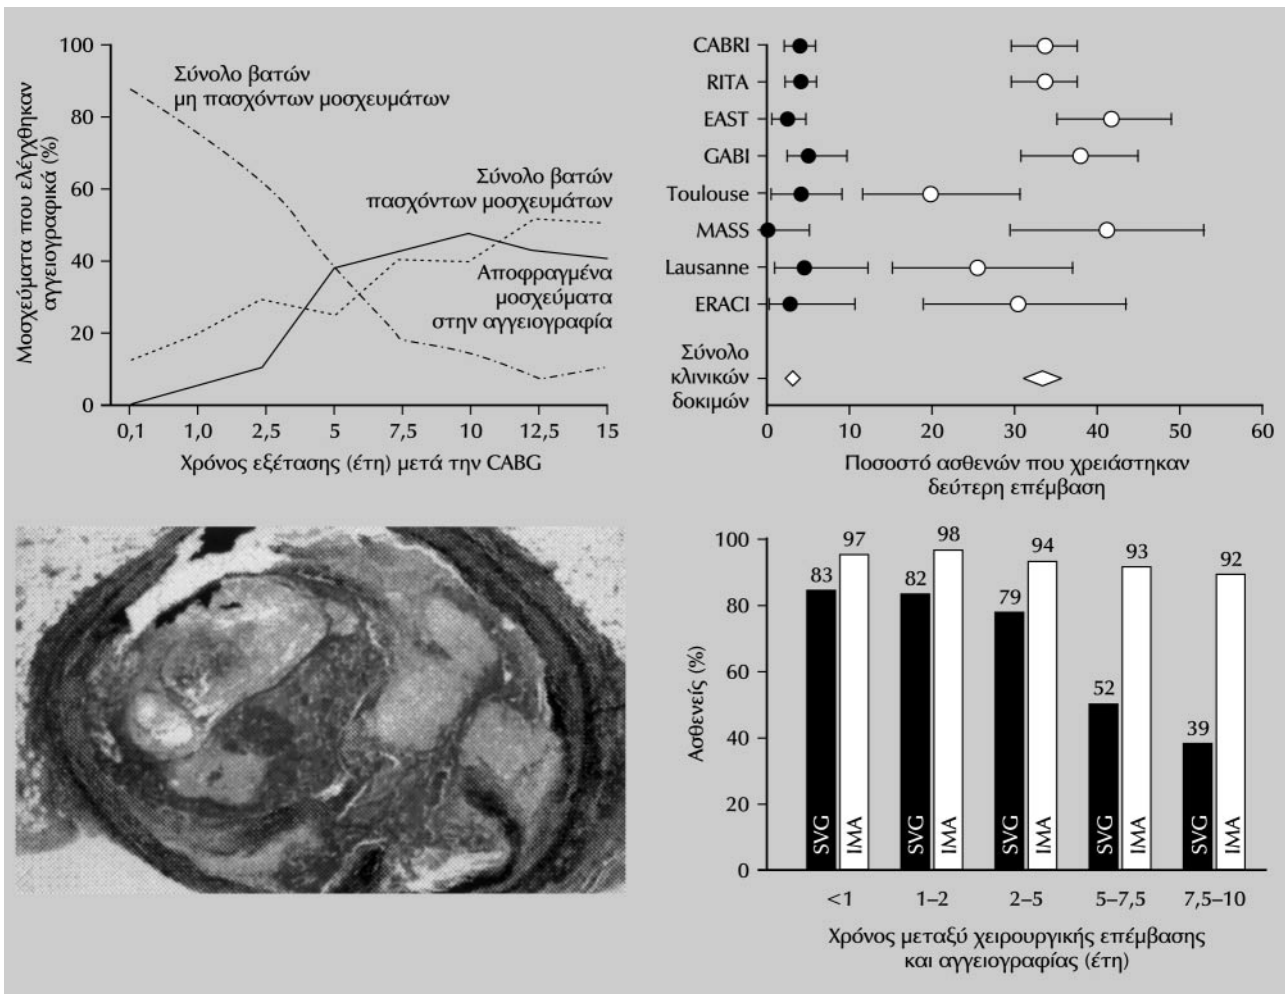 Μοσχεύματα που ελέγχθηκαν
αγγειογραφικά (%)
100
80
60
40
20
0
Σύνολο βατών
μη πασχόντων μοσχευμάτων
Σύνολο βατών
πασχόντων μοσχευμάτων
Αποφραγμένα
μοσχεύματα
στην αγγειογραφία
0,1 1,0 2,5 5 7,5 10 12,5 15
Χρόνος εξέτασης (έτη) μετά την CABG
CABRI
RITA
EAST
GABI
Toulouse
MASS
Lausanne
ERACI
Σύνολο
κλινικών
δοκιμών
0 10 20 30 40 50 60
Ποσοστό ασθενών που χρειάστηκαν
δεύτερη επέμβαση
Ασθενείς (%)
100
80
60
40
20
0
83 97 82 98 79 94 52 93 39 92
SVG IMA SVG IMA SVG IMA SVG IMA SVG IMA
<1 1–2 2–5 5–7,5 7,5–10
Χρόνος μεταξύ χειρουργικής επέμβασης
και αγγειογραφίας (έτη)